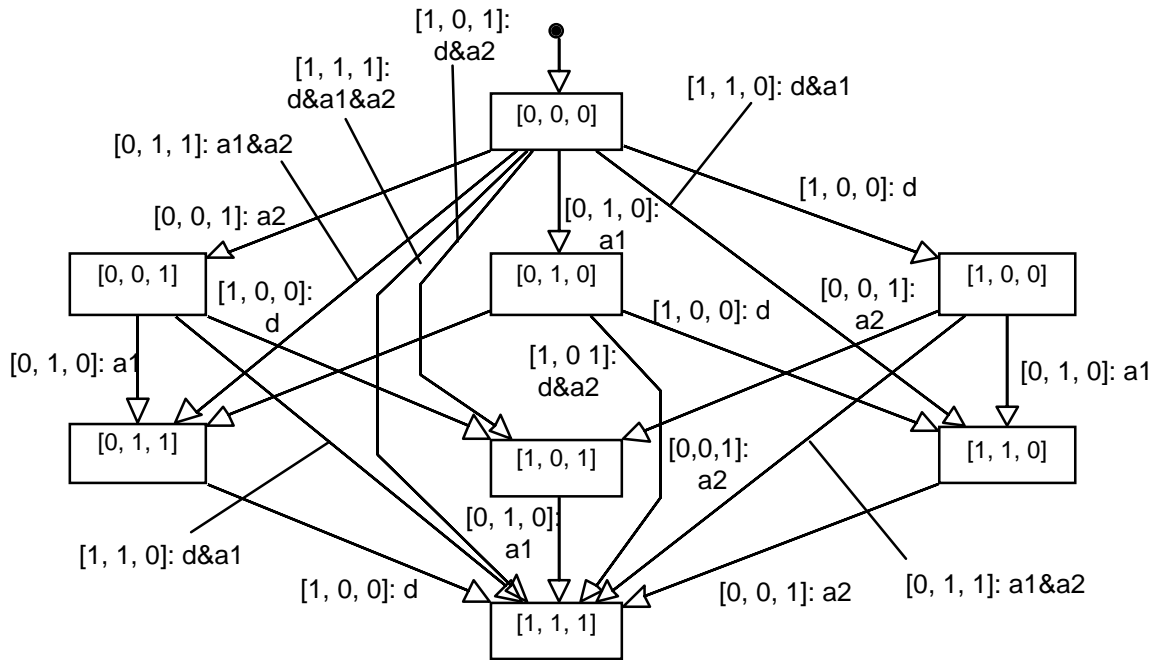 [1, 0, 1]:
d&a2
[1, 1, 1]:
d&a1&a2
[1, 1, 0]: d&a1
[0, 0, 0]
[0, 1, 1]: a1&a2
[1, 0, 0]: d
[0, 0, 1]: a2
[0, 1, 0]:
a1
[0, 0, 1]
[0, 1, 0]
[1, 0, 0]
[1, 0, 0]:
d
[1, 0, 0]: d
[0, 0, 1]:
a2
[0, 1, 0]: a1
[1, 0 1]:
d&a2
[0, 1, 0]: a1
[0, 1, 1]
[1, 0, 1]
[0,0,1]:
a2
[1, 1, 0]
[0, 1, 0]:
a1
[1, 1, 0]: d&a1
[1, 0, 0]: d
[0, 0, 1]: a2
[0, 1, 1]: a1&a2
[1, 1, 1]